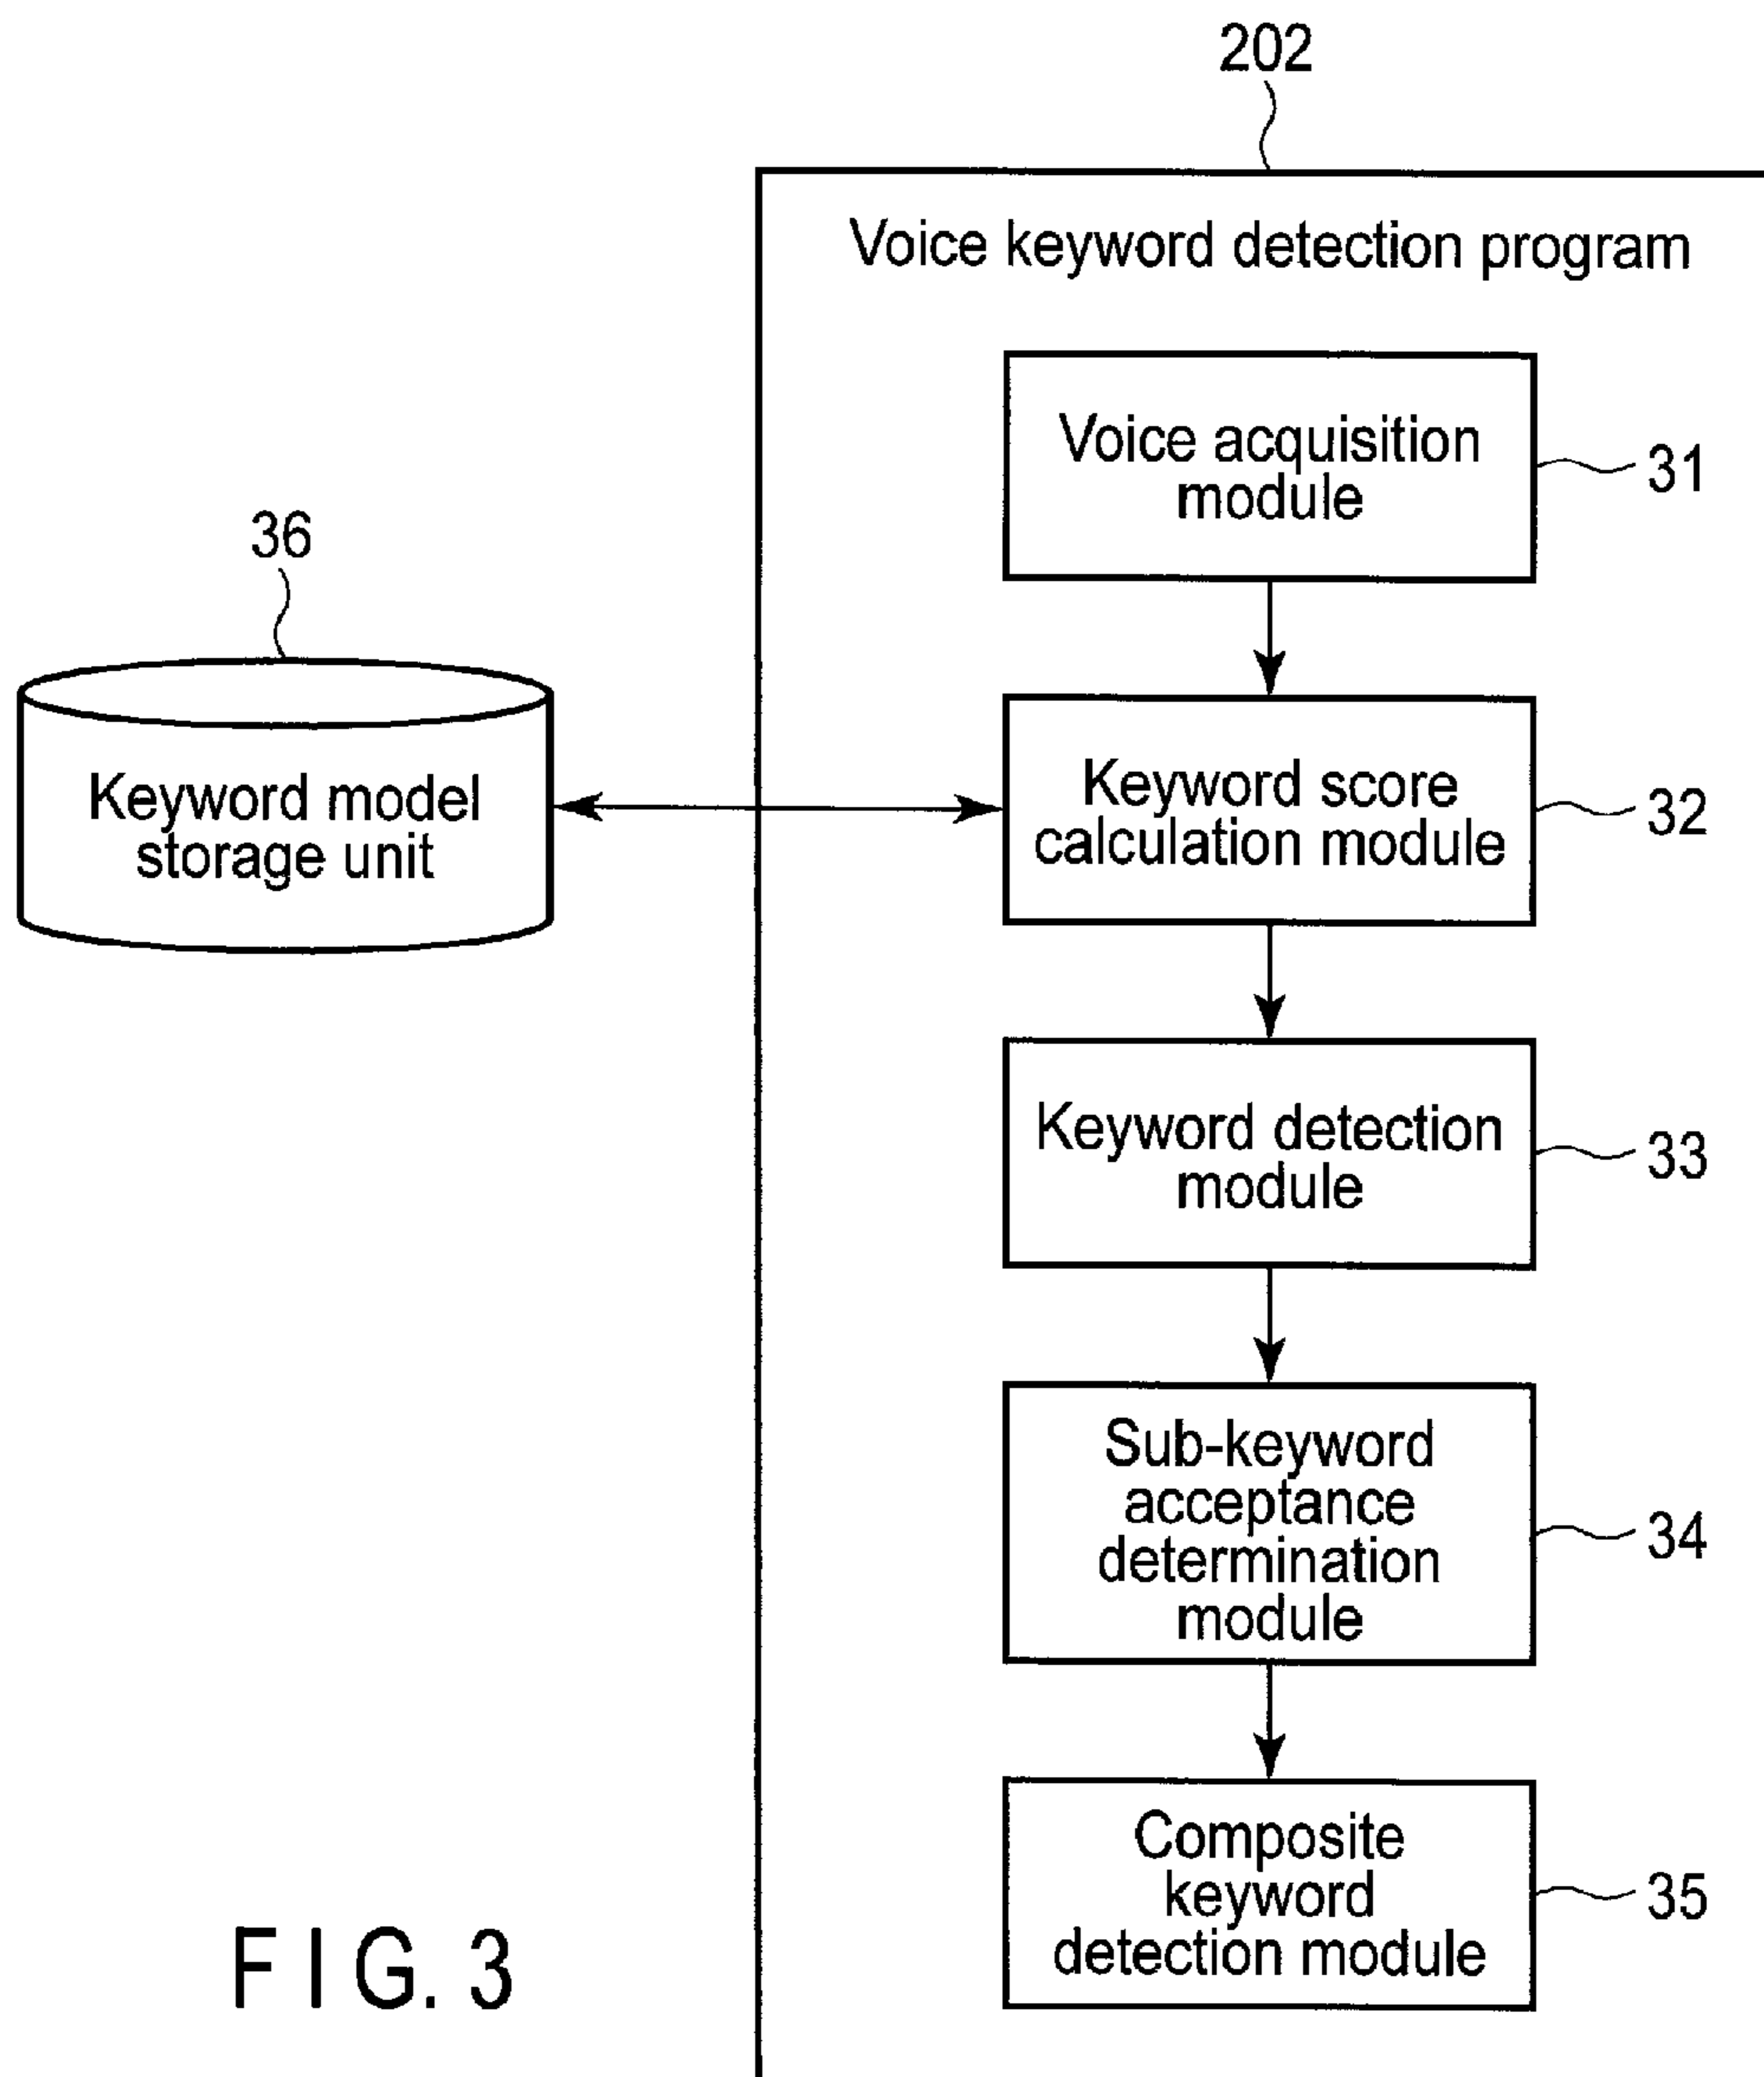 202
Voice keyword detection program
Voice acquisition
module
31
36
Keyword model
storage unit
Keyword score
calculation module
32
Keyword detection
module
33
Sub-keyword
acceptance
determination
module
34
Composite
keyword
detection module
35
FIG. 3